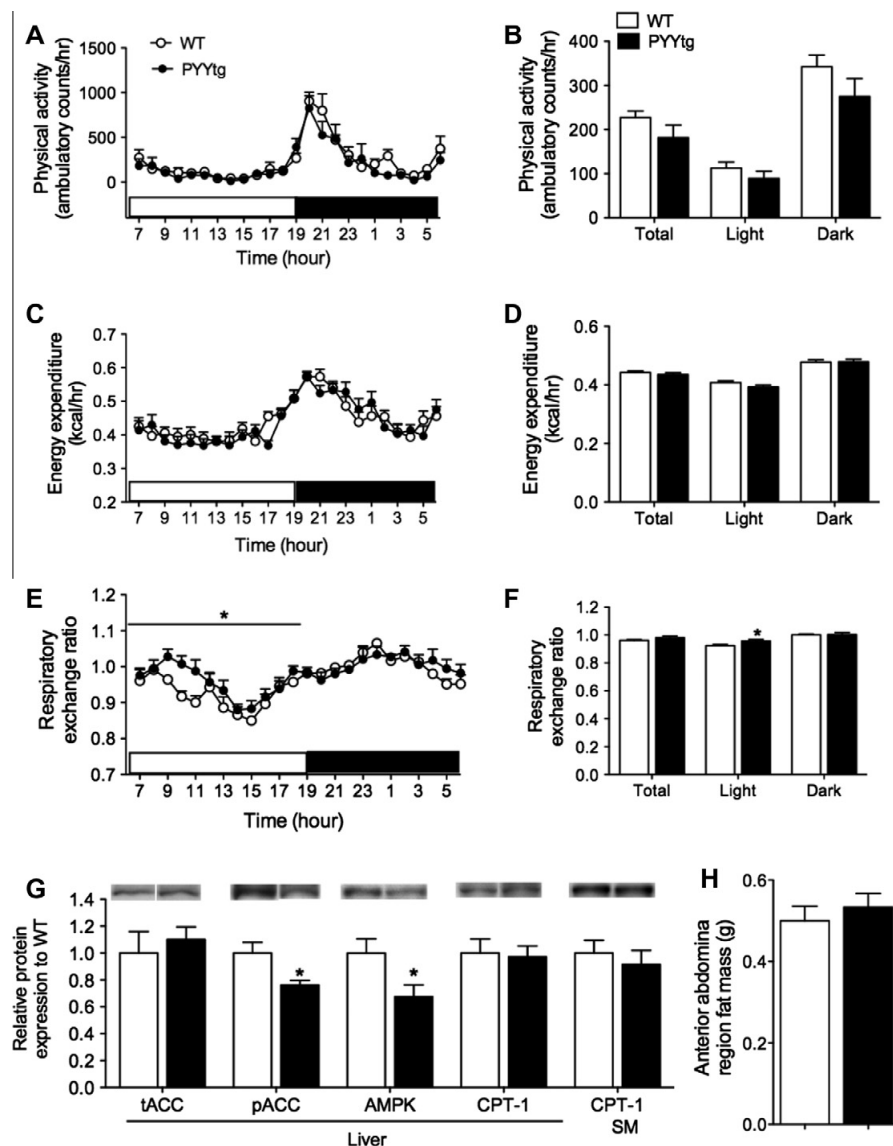 A
Physical activity
(ambulatory counts/hr)
1500
1000
500
0
WT
PYYtg
7 9 11 13 15 17 19 21 23 1 3 5
Time (hour)
B
WT
PYYtg
Physical activity
(ambulatory counts/hr)
400
300
200
100
0
Total Light Dark
C
Energy expenditiure
(kcal/hr)
0.7
0.6
0.5
0.4
0.3
0.2
7 9 11 13 15 17 19 21 23 1 3 5
Time (hour)
D
Energy expenditiure
(kcal/hr)
0.6
0.4
0.2
0.0
Total Light Dark
E
Respiratory
exchange ratio
1.2
1.1
1.0
0.9
0.8
0.7
*
7 9 11 13 15 17 19 21 23 1 3 5
Time (hour)
F
Respiratory
exchange ratio
1.2
1.0
0.8
0.6
0.4
0.2
0.0
*
Total Light Dark
G
Relative protein
expression to WT
1.4
1.2
1.0
0.8
0.6
0.4
0.2
0.0
* *
tACC pACC AMPK CPT-1 CPT-1
SM
Liver
H
Anterior abdomina
region fat mass (g)
0.6
0.4
0.2
0.0